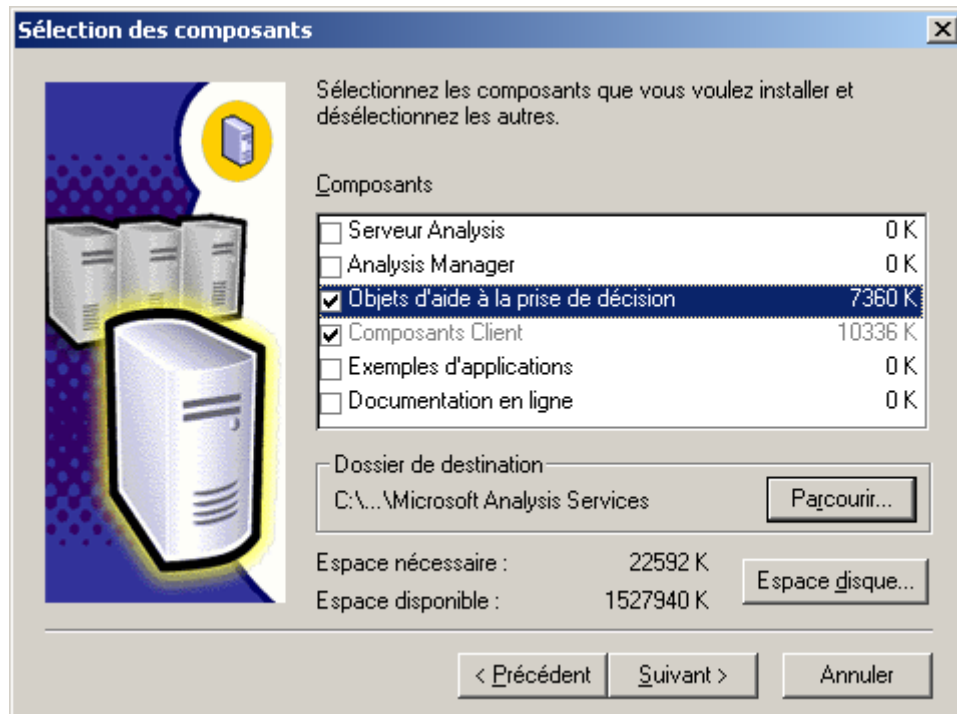 Sélection des composants
Sélectionnez les composants que vous voulez installer et
désélectionnez les autres.
Composants
Serveur Analysis 0 K
Analysis Manager 0 K
Objets d'aide à la prise de décision 7360 K
Composants Client 10336 K
Exemples d'applications 0 K
Documentation en ligne 0 K
Dossier de destination
C:\...\Microsoft Analysis Services Parcourir...
Espace nécessaire : 22592 K
Espace disque...
Espace disponible : 1527940 K
< Précédent Suivant > Annuler